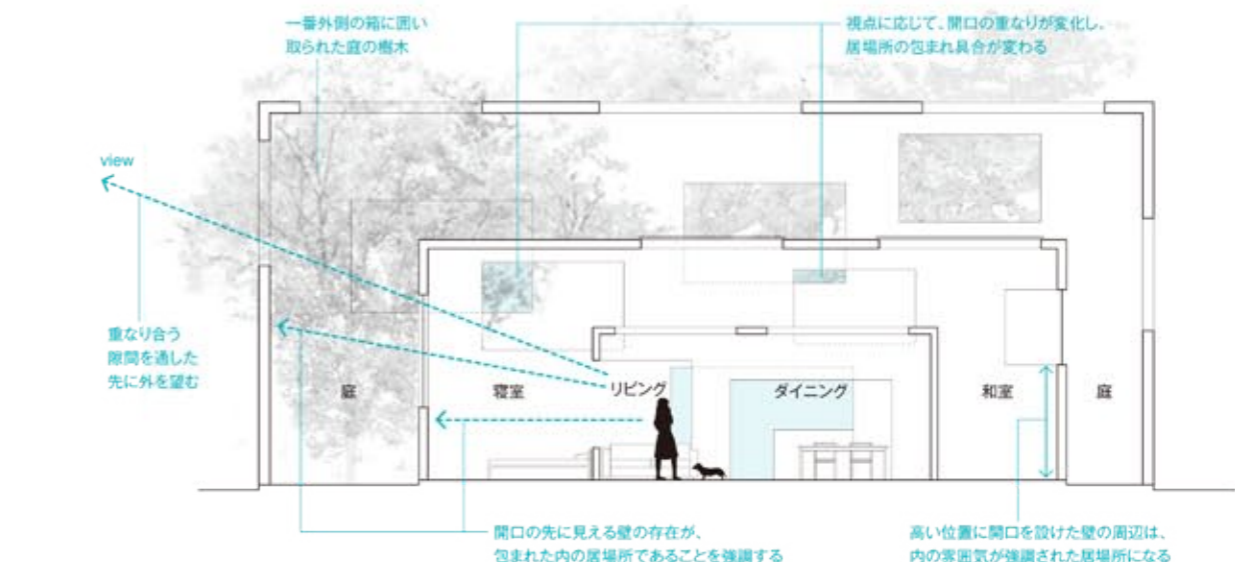 一番外側の箱に囲い
取られた庭の樹木
視点に応じて、開口の重なりが変化し、
居場所の包まれ具合が変わる
view
重なり合う
隙間を通した
先に外を望む
庭
寝室
リビング
ダイニング
和室
庭
開口の先に見える壁の存在が、
包まれた内の居場所であることを強調する
高い位置に開口を設けた壁の周辺は、
内の雰囲気が強調された居場所になる